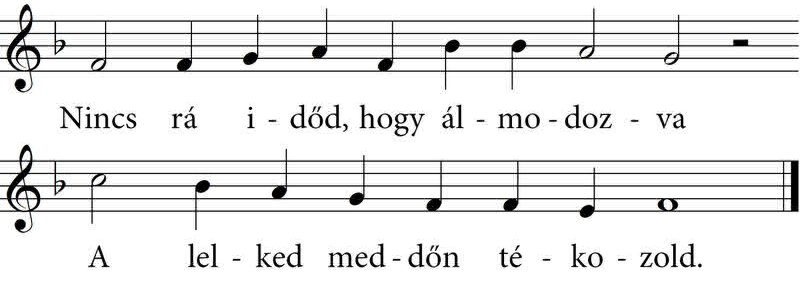 Nincs rá i - dőd, hogy ál - mo - doz - va
A lel - ked med - dőn té - ko - zold.